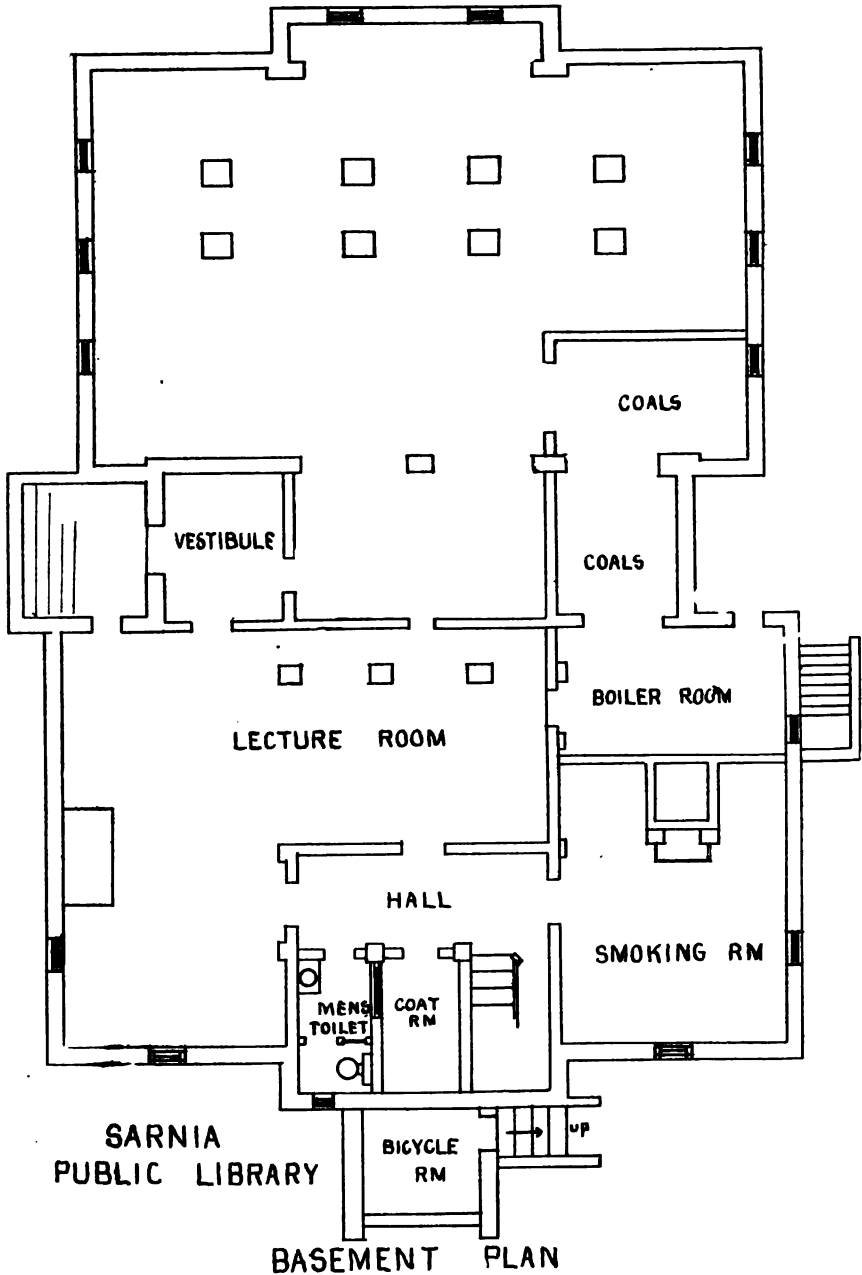 COALS
VESTIBULE
COALS
BOILER ROOM
LECTURE ROOM
HALL
SMOKING RM
MENS
TOILET
COAT
RM
UP
BICYCLE
RM
SARNIA
PUBLIC LIBRARY
BASEMENT PLAN